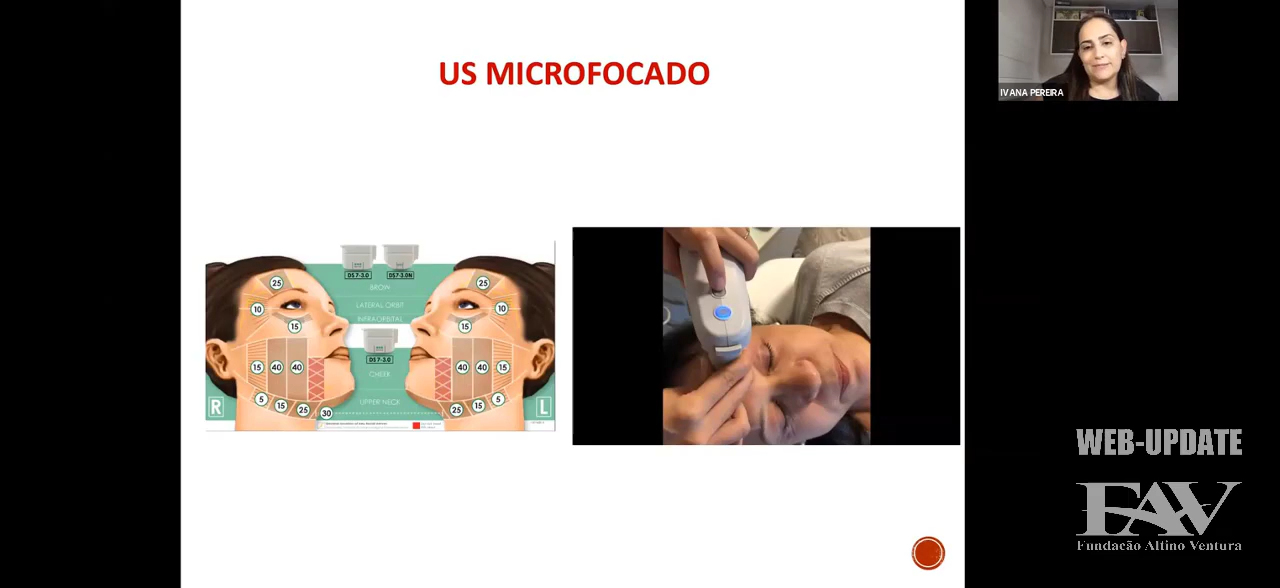 US MICROFOCADO
IVANA PEREIRA
DS7-3.0
DS7-3.0N
BROW
LATERAL ORBIT
INFRAORBITAL
DS7-3.0
CHEEK
UPPER NECK
25
10
15
15
40
40
5
15
25
30
R
25
10
15
40
40
15
25
15
5
L
WEB-UPDATE
FAV
Fundação Altino Ventura